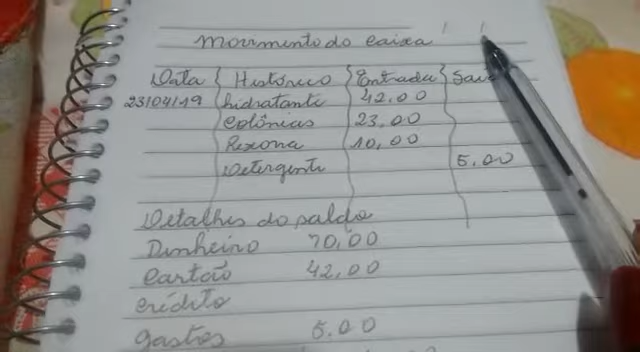 Movimento do caixa / /
Data Histórico Entrada
23/04/19 hidratante 42,00
Colônias 23,00
Rexona 10,00
Detergente 5.00
Detalhes do saldo
Dinheiro 70,00
Cartão 42,00
crédito
gastos 5.00